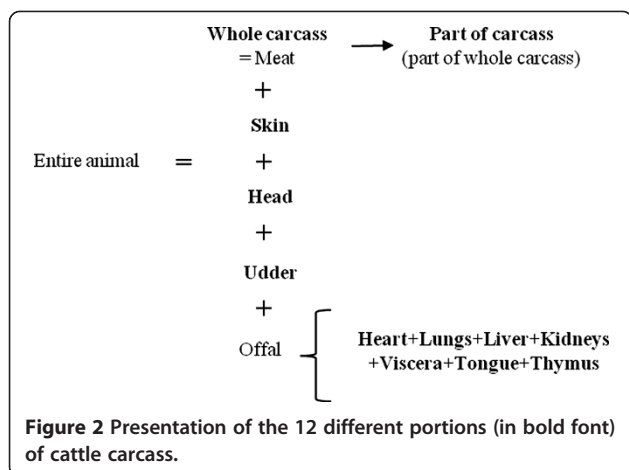 Whole carcass
=Meat
Part of carcass
(part of whole carcass)
+
Skin
Entire animal = +
Head
+
Udder
+
Offal
Heart+Lungs+Liver+Kidneys
+Viscera+Tongue+Thymus
Figure 2 Presentation of the 12 different portions (in bold font)
of cattle carcass.